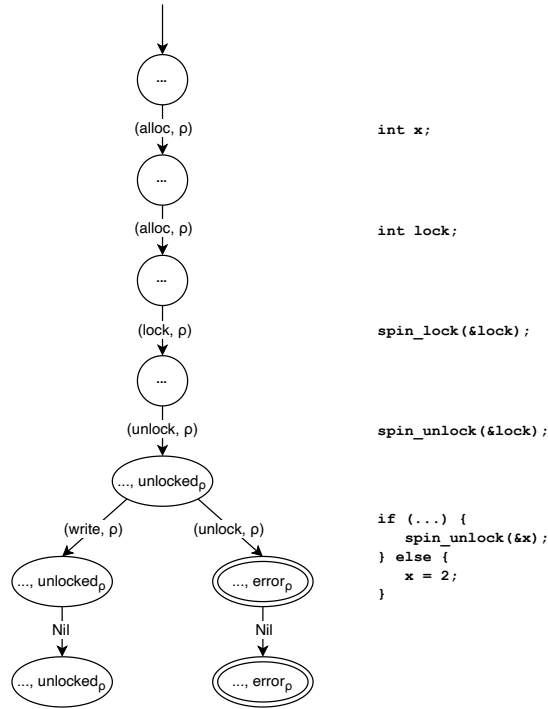 ...
(alloc, ρ)
int x;
...
(alloc, ρ)
int lock;
...
(lock, ρ)
spin_lock(&lock);
...
(unlock, ρ)
spin_unlock(&lock);
..., unlockedρ
(write, ρ)
(unlock, ρ)
if (...) {
spin_unlock(&x);
} else {
x = 2;
}
..., unlockedρ
..., errorρ
Nil
Nil
..., unlockedρ
..., errorρ